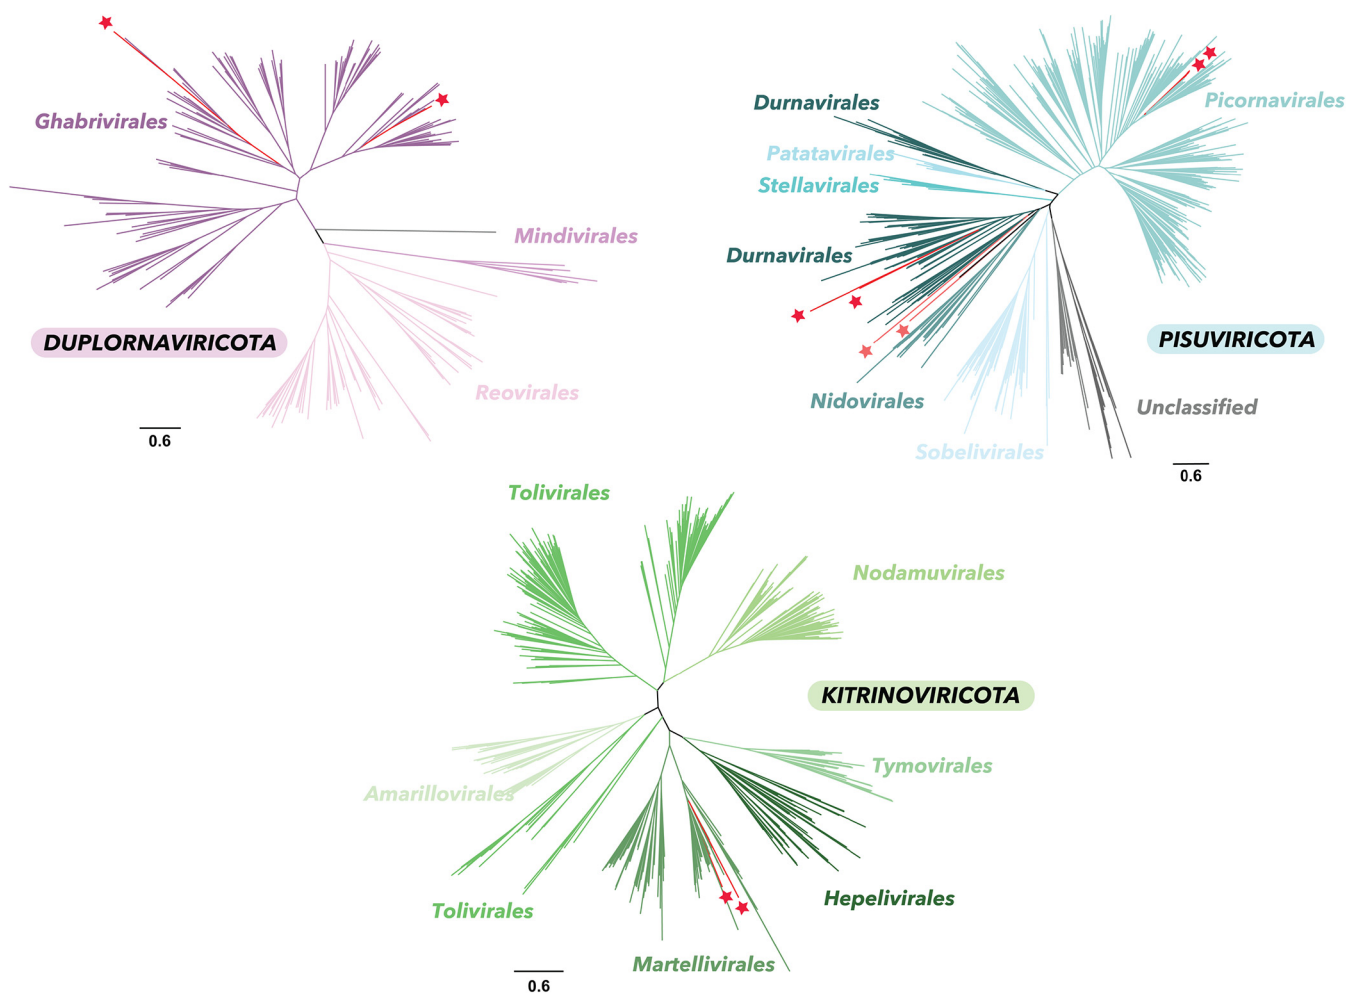 Ghabrivirales
Mindivirales
DUPLORNAVIRICOTA
Reovirales
0.6
Durnavirales
Picornavirales
Patatavirales
Stellavirales
Durnavirales
PISUVIRICOTA
Nidovirales
Unclassified
Sobelivirales
0.6
Tolivirales
Nodamuvirales
KITRINOVIRICOTA
Tymovirales
Amarillovirales
Hepelivirales
Tolivirales
Martellivirales
0.6